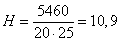 H = 5460 / (20 · 25) = 10,9